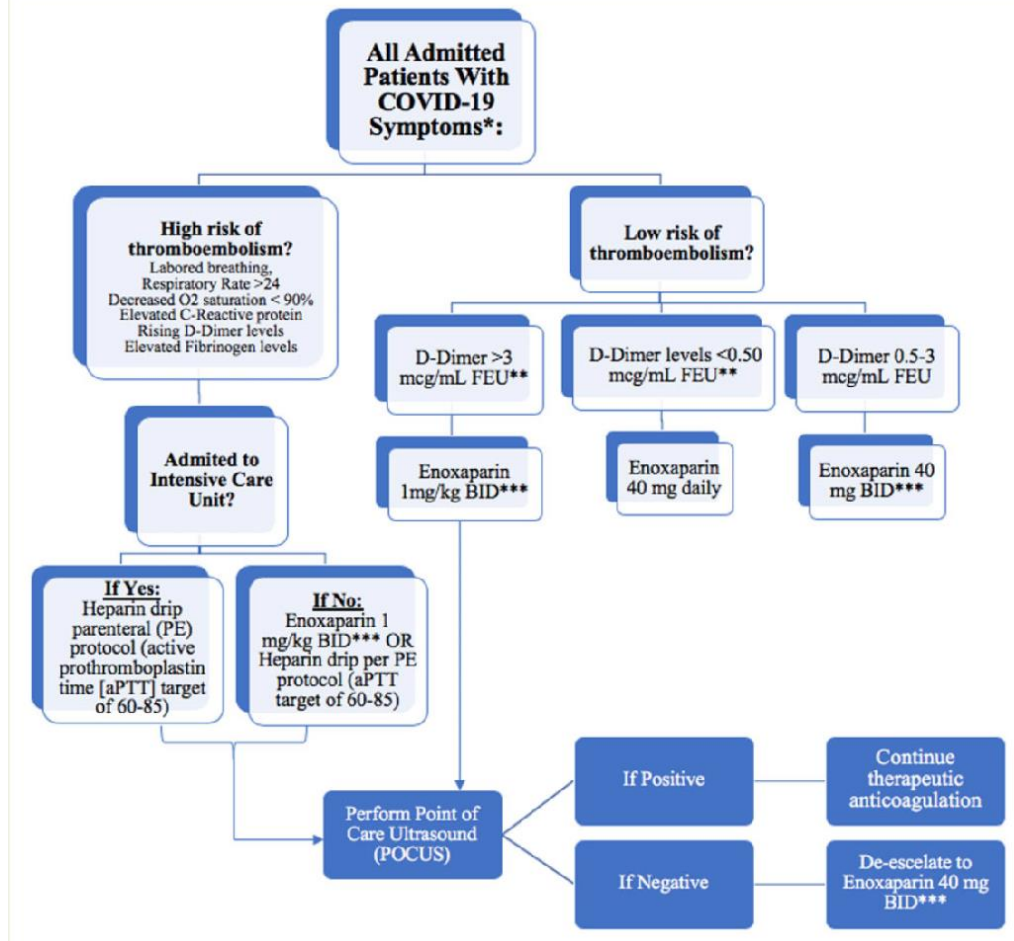 All Admitted
Patients With
COVID-19
Symptoms*:
High risk of
thromboembolism?
Labored breathing,
Respiratory Rate >24
Decreased O2 saturation < 90%
Elevated C-Reactive protein
Rising D-Dimer levels
Elevated Fibrinogen levels
Low risk of
thromboembolism?
D-Dimer >3
mcg/mL FEU**
D-Dimer levels <0.50
mcg/mL FEU**
D-Dimer 0.5-3
mcg/mL FEU
Admited to
Intensive Care
Unit?
Enoxaparin
1mg/kg BID***
Enoxaparin
40 mg daily
Enoxaparin 40
mg BID***
If Yes:
Heparin drip
parenteral (PE)
protocol (active
prothromboplastin
time [aPTT] target
of 60-85)
If No:
Enoxaparin 1
mg/kg BID*** OR
Heparin drip per PE
protocol (aPTT
target of 60-85)
Perform Point of
Care Ultrasound
(POCUS)
If Positive
Continue
therapeutic
anticoagulation
If Negative
De-escelate to
Enoxaparin 40 mg
BID***